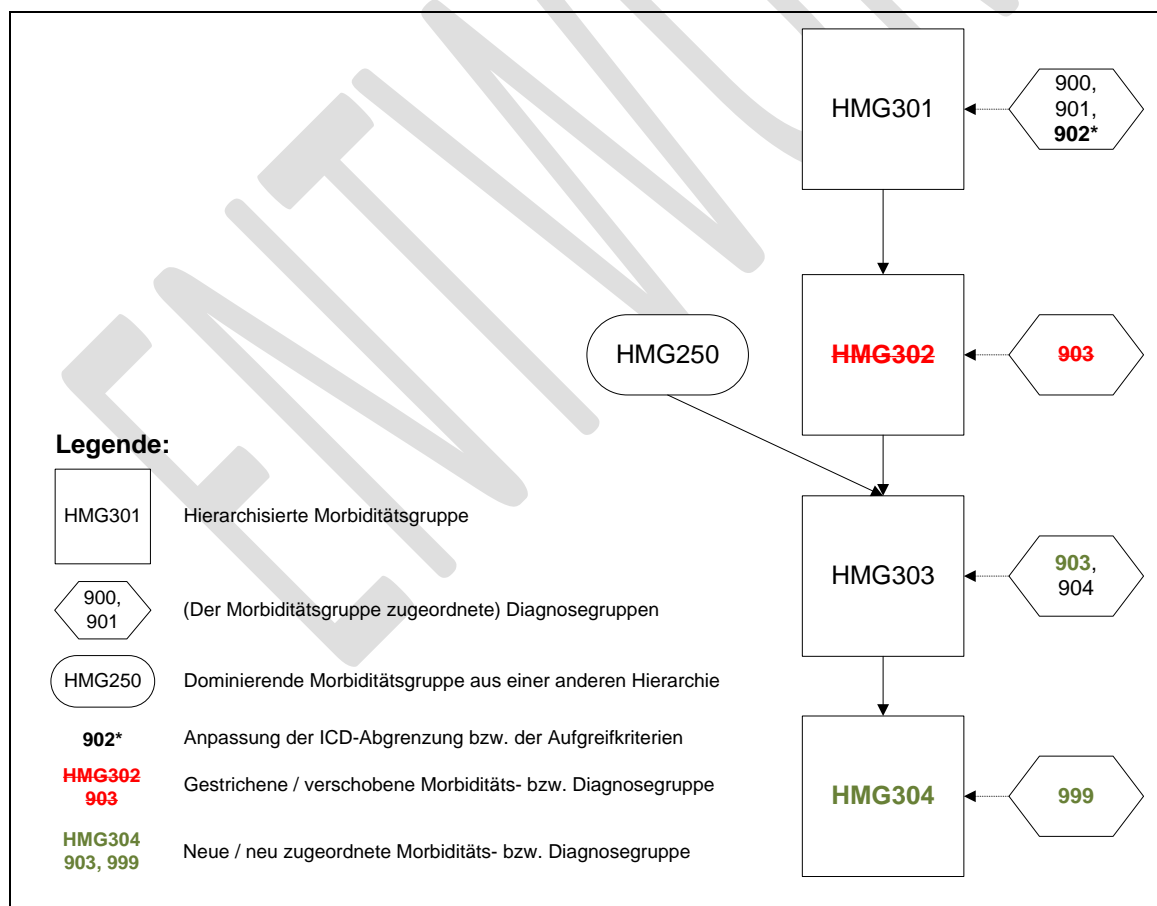 HMG301
900,
901,
902*
HMG250
HMG302
903
HMG303
903,
904
HMG304
999
Legende:
HMG301
Hierarchisierte Morbiditätsgruppe
900,
901
(Der Morbiditätsgruppe zugeordnete) Diagnosegruppen
HMG250
Dominierende Morbiditätsgruppe aus einer anderen Hierarchie
902*
Anpassung der ICD-Abgrenzung bzw. der Aufgreifkriterien
HMG302
903
Gestrichene / verschobene Morbiditäts- bzw. Diagnosegruppe
HMG304
903, 999
Neue / neu zugeordnete Morbiditäts- bzw. Diagnosegruppe